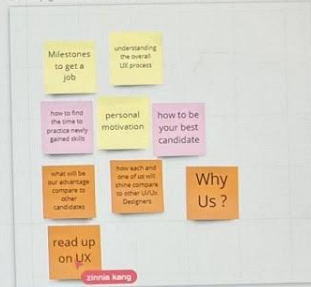 Milestones
to get a
job
understanding
the overall
UX process
how to find
the time to
practice newly
gained skills
personal
motivation
how to be
your best
candidate
what will be
our advantage
compare to
other
candidates
how each and
one of us will
shine compare
to other UI/UX
Designers
Why
Us ?
read up
on UX
zinnia kang